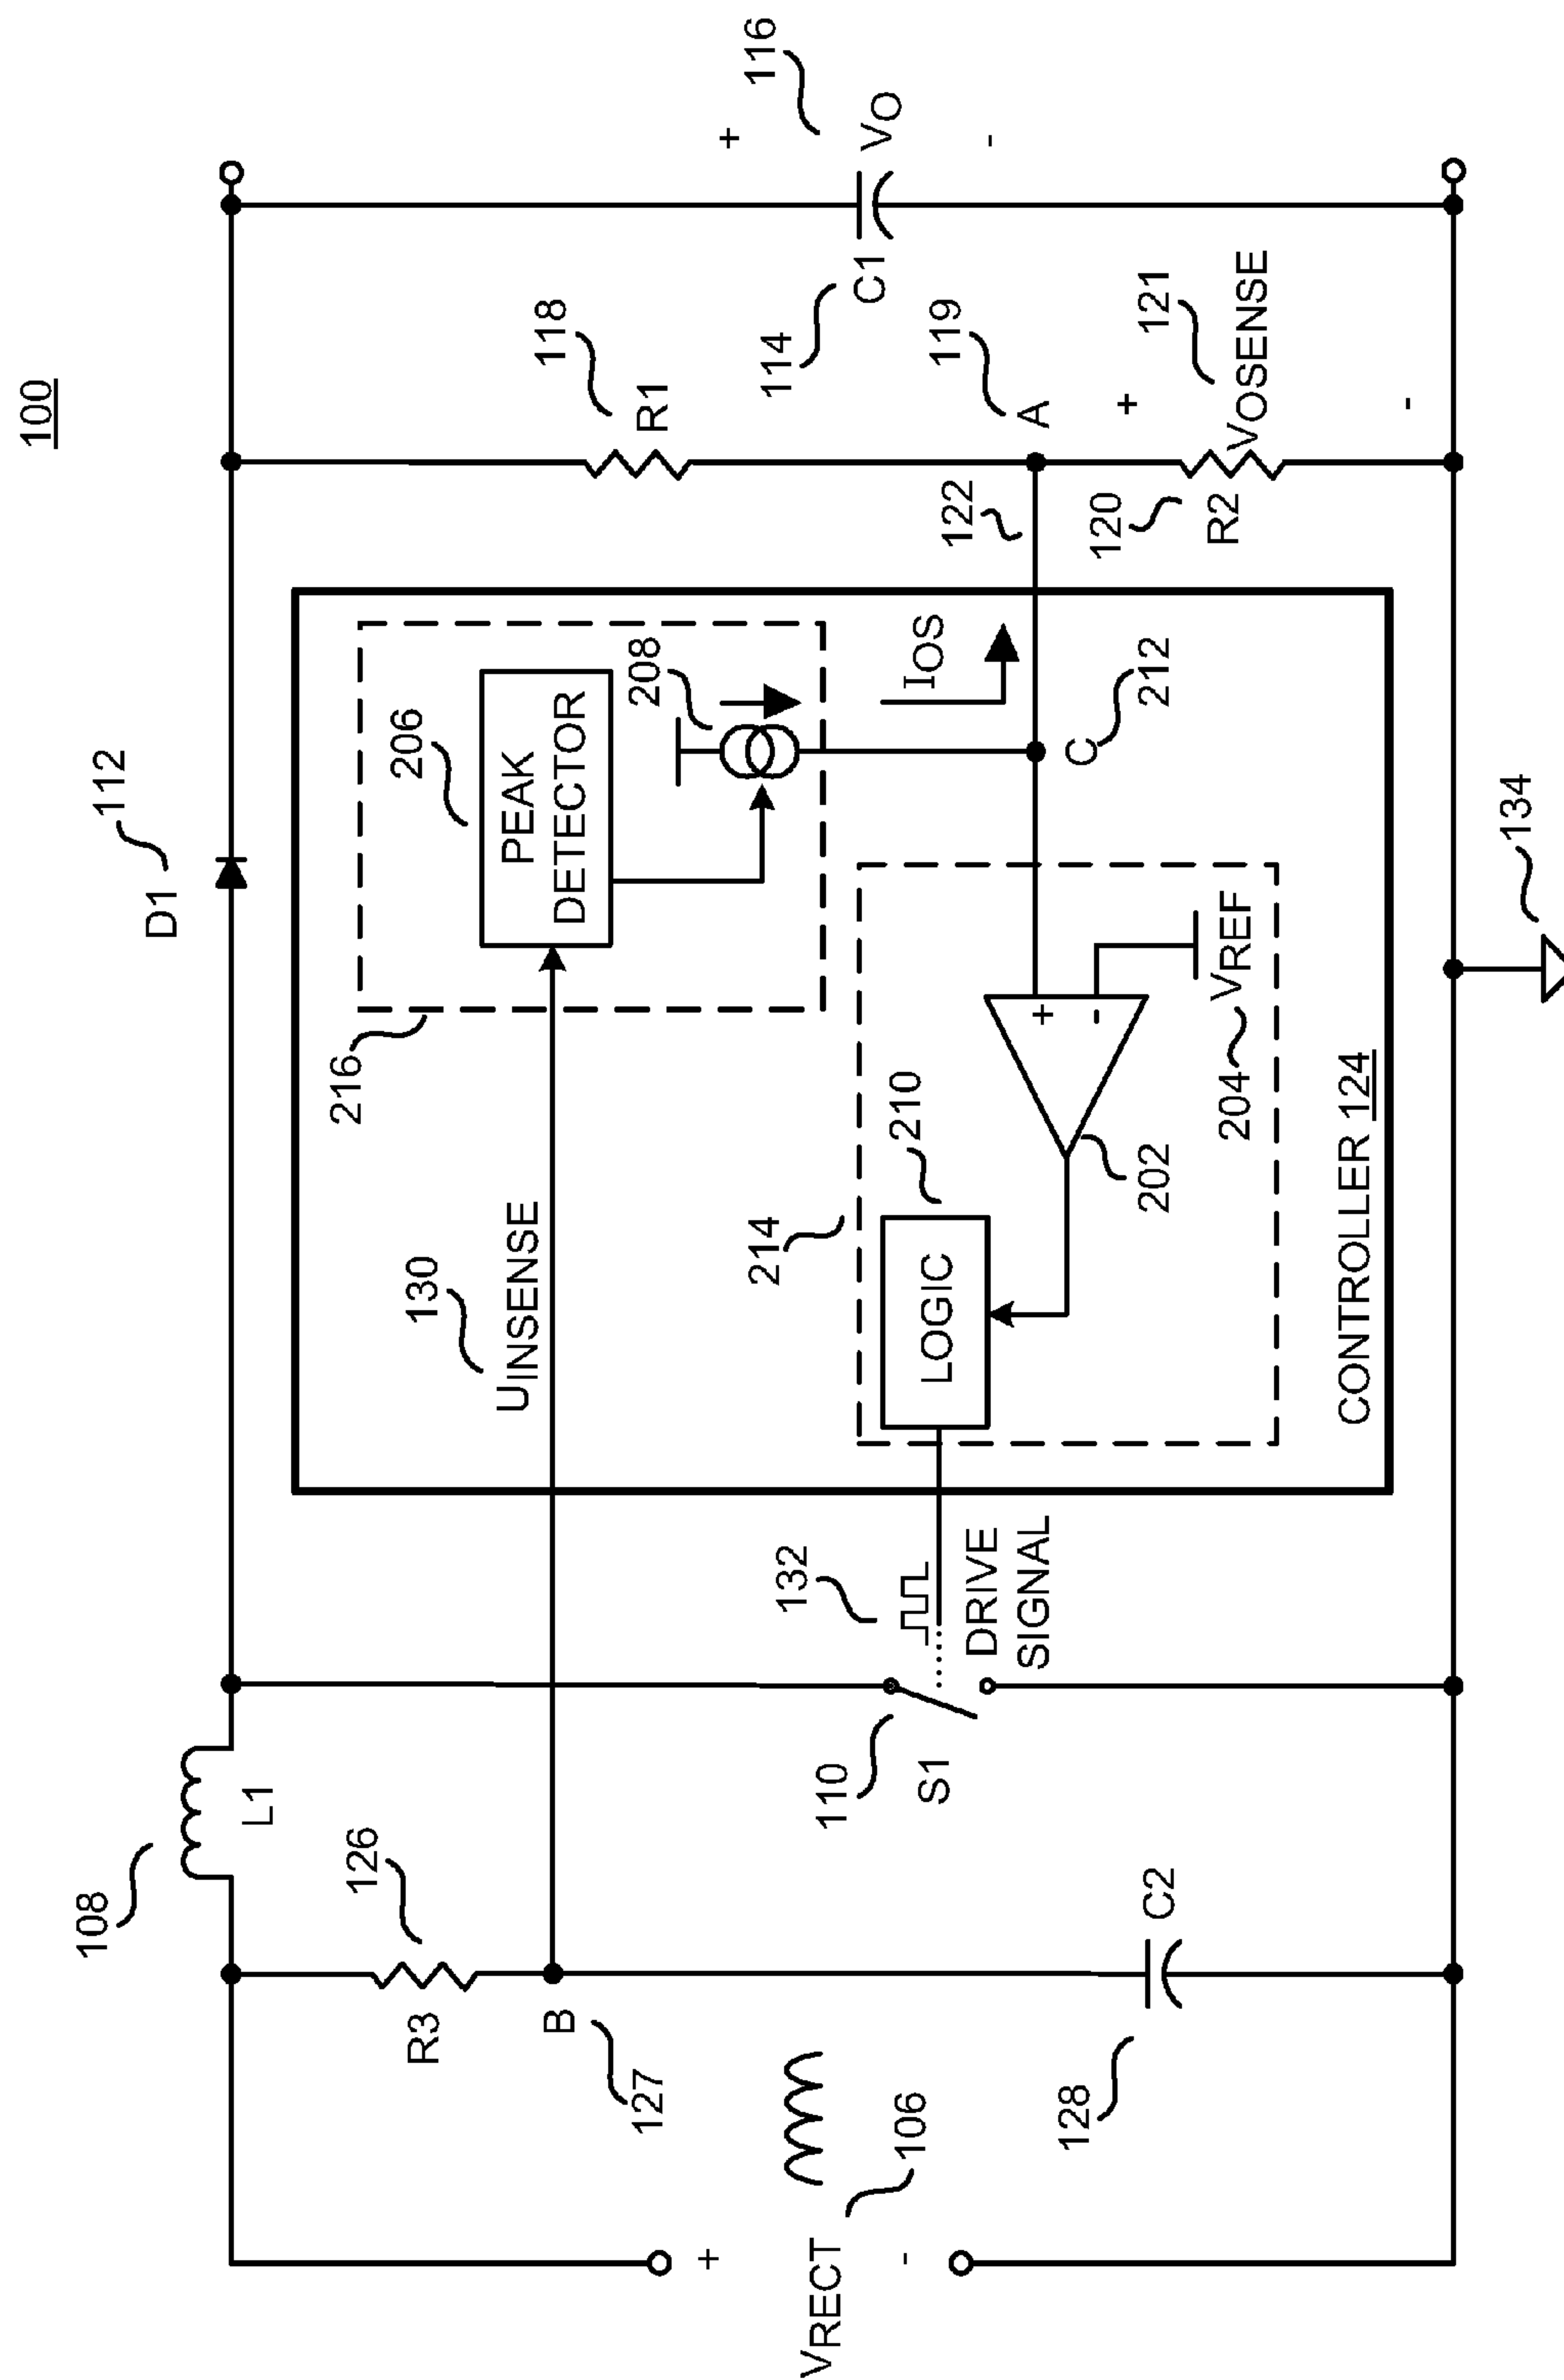 100
108
L1
D1
112
126
R3
B
127
130
UINSENSE
216
206
PEAK
DETECTOR
208
118
R1
116
+
VO
-
C1
114
119
A
122
IOS
C
212
120
R2
+
VOSENSE
121
-
VRECT
+
-
106
128
C2
110
S1
132
DRIVE
SIGNAL
214
LOGIC
210
+
-
202
204
VREF
CONTROLLER 124
134